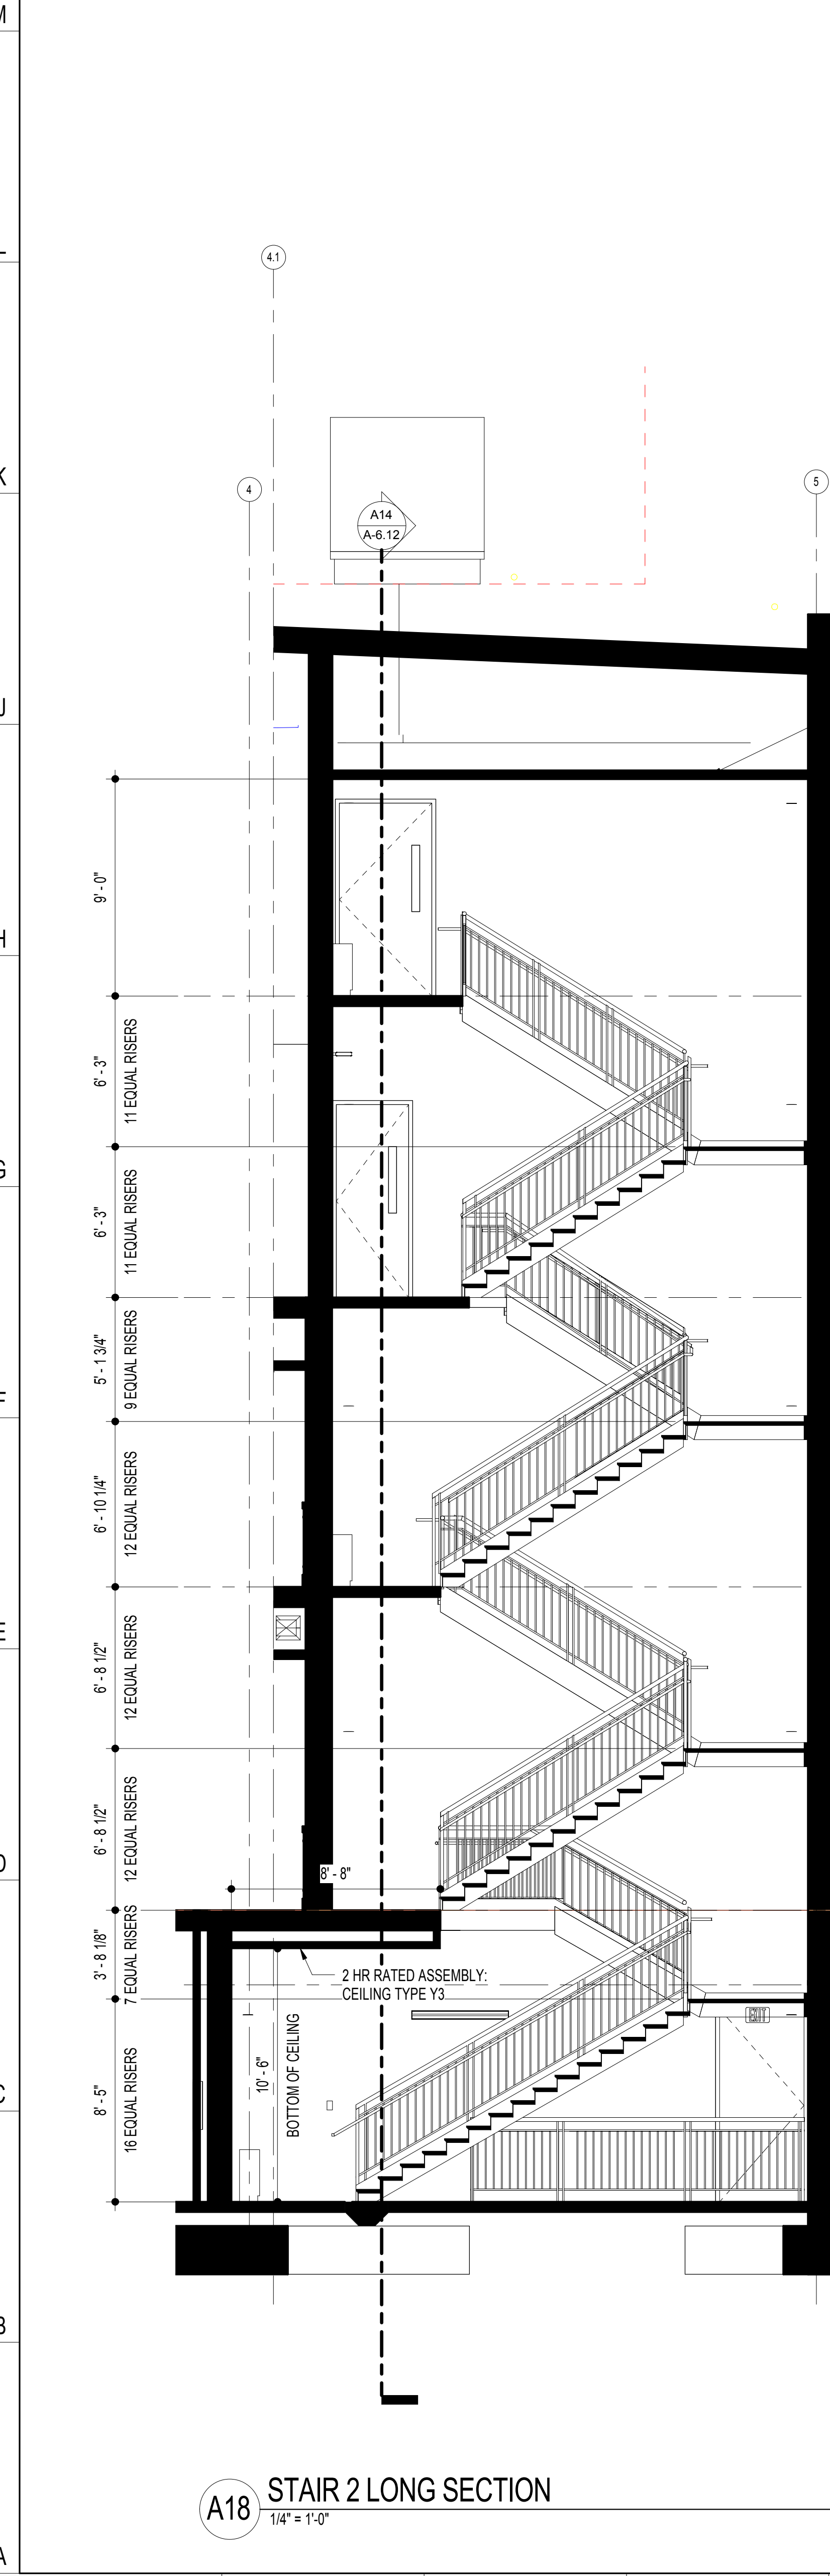 M
L
K
J
H
G
F
E
D
C
B
A
4.1
4
5
A14
A-6.12
9' - 0"
6' - 3"
11 EQUAL RISERS
6' - 3"
11 EQUAL RISERS
5' - 1 3/4"
9 EQUAL RISERS
6' - 10 1/4"
12 EQUAL RISERS
6' - 8 1/2"
12 EQUAL RISERS
6' - 8 1/2"
12 EQUAL RISERS
8' - 8"
3' - 8 1/8"
7 EQUAL RISERS
2 HR RATED ASSEMBLY:
CEILING TYPE Y3
EXIT
8' - 5"
16 EQUAL RISERS
10' - 6"
BOTTOM OF CEILING
A18
STAIR 2 LONG SECTION
1/4" = 1'-0"